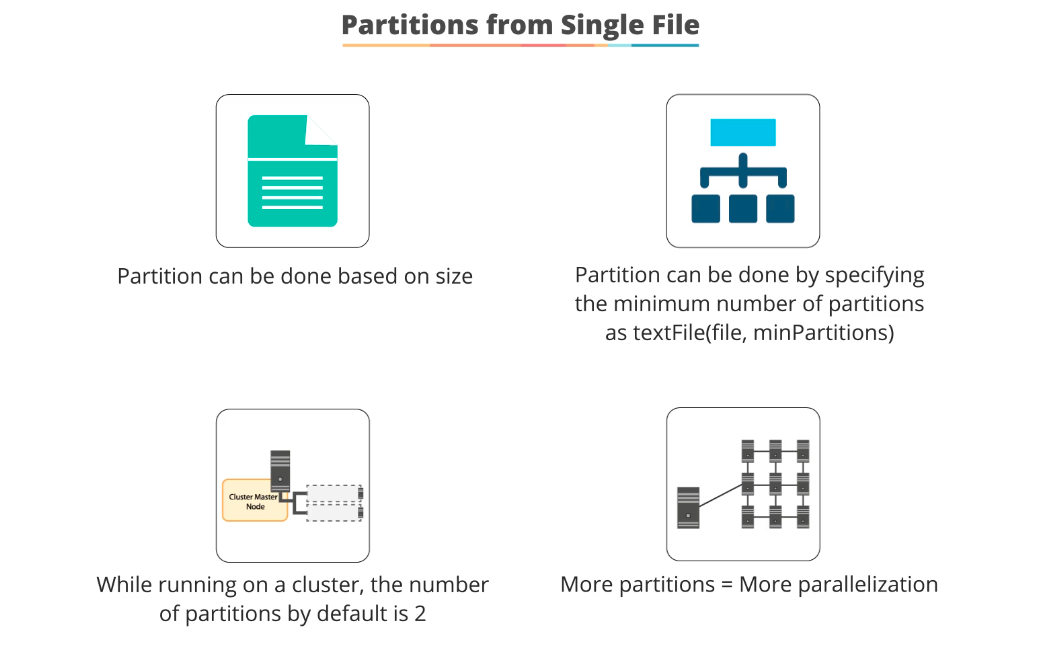 Partitions from Single File
Partition can be done based on size
Partition can be done by specifying
the minimum number of partitions
as textFile(file, minPartitions)
Cluster Master
Node
While running on a cluster, the number
of partitions by default is 2
More partitions = More parallelization